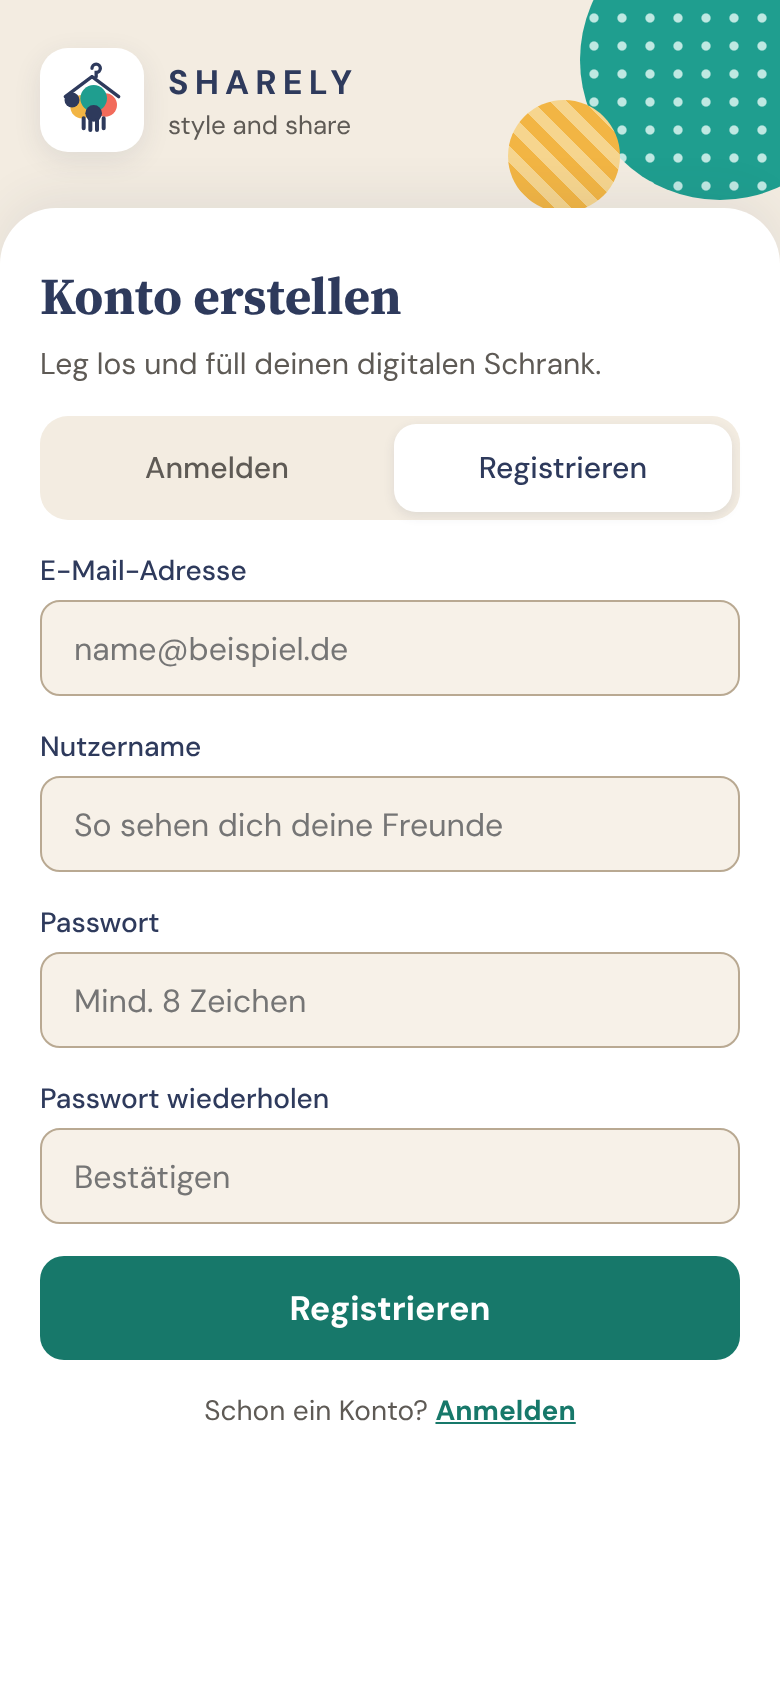 SHARELY
style and share
Konto erstellen
Leg los und füll deinen digitalen Schrank.
Anmelden
Registrieren
E-Mail-Adresse
name@beispiel.de
Nutzername
So sehen dich deine Freunde
Passwort
Mind. 8 Zeichen
Passwort wiederholen
Bestätigen
Registrieren
Schon ein Konto? Anmelden